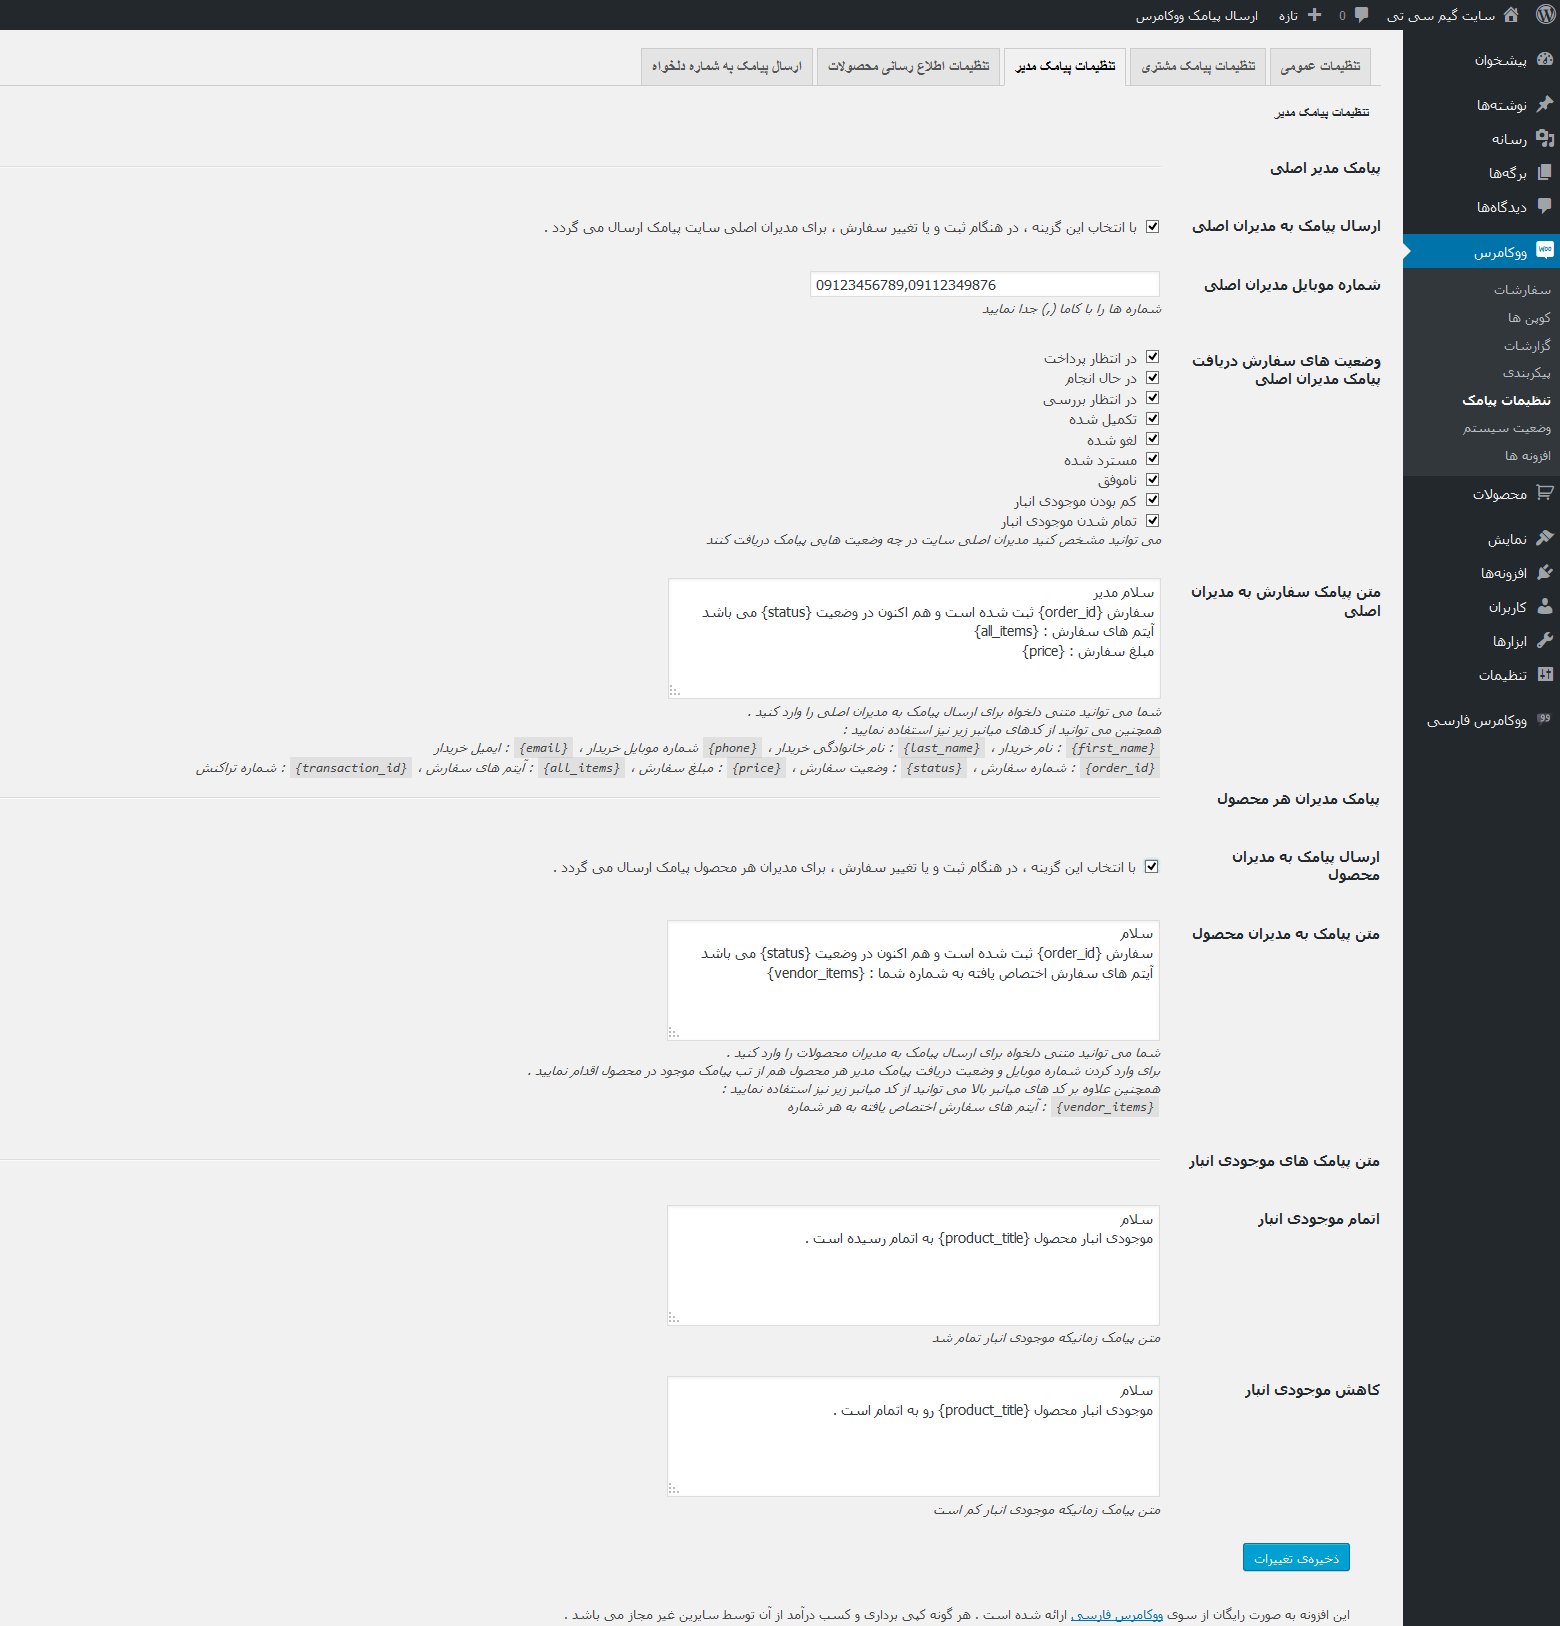 سایت گیم سی تی
0
تازه
ارسال پیامک ووکامرس
پیشخوان
نوشته‌ها
رسانه
برگه‌ها
دیدگاه‌ها
ووکامرس
سفارشات
کوپن ها
گزارشات
پیکربندی
تنظیمات پیامک
وضعیت سیستم
افزونه ها
محصولات
نمایش
افزونه‌ها
کاربران
ابزارها
تنظیمات
ووکامرس فارسی
تنظیمات عمومی
تنظیمات پیامک مشتری
تنظیمات پیامک مدیر
تنظیمات اطلاع رسانی محصولات
ارسال پیامک به شماره دلخواه
تنظیمات پیامک مدیر
پیامک مدیر اصلی
ارسال پیامک به مدیران اصلی
با انتخاب این گزینه ، در هنگام ثبت و یا تغییر سفارش ، برای مدیران اصلی سایت پیامک ارسال می گردد .
شماره موبایل مدیران اصلی
09123456789,09112349876
شماره ها را با کاما (,) جدا نمایید
وضعیت های سفارش دریافت
پیامک مدیران اصلی
در انتظار پرداخت
در حال انجام
در انتظار بررسی
تکمیل شده
لغو شده
مسترد شده
ناموفق
کم بودن موجودی انبار
تمام شدن موجودی انبار
می توانید مشخص کنید مدیران اصلی سایت در چه وضعیت هایی پیامک دریافت کنند
متن پیامک سفارش به مدیران
اصلی
سلام مدیر
سفارش {order_id} ثبت شده است و هم اکنون در وضعیت {status} می باشد
آیتم های سفارش : {all_items}
مبلغ سفارش : {price}
شما می توانید متنی دلخواه برای ارسال پیامک به مدیران اصلی را وارد کنید .
همچنین می توانید از کدهای میانبر زیر نیز استفاده نمایید :
{first_name} : نام خریدار ، {last_name} : نام خانوادگی خریدار ، {phone} شماره موبایل خریدار ، {email} : ایمیل خریدار
{order_id} : شماره سفارش ، {status} : وضعیت سفارش ، {price} : مبلغ سفارش ، {all_items} : آیتم های سفارش ، {transaction_id} : شماره تراکنش
پیامک مدیران هر محصول
ارسال پیامک به مدیران
محصول
با انتخاب این گزینه ، در هنگام ثبت و یا تغییر سفارش ، برای مدیران هر محصول پیامک ارسال می گردد .
متن پیامک به مدیران محصول
سلام
سفارش {order_id} ثبت شده است و هم اکنون در وضعیت {status} می باشد
آیتم های سفارش اختصاص یافته به شماره شما : {vendor_items}
شما می توانید متنی دلخواه برای ارسال پیامک به مدیران محصولات را وارد کنید .
برای وارد کردن شماره موبایل و وضعیت دریافت پیامک مدیر هر محصول هم از تب پیامک موجود در محصول اقدام نمایید .
همچنین علاوه بر کد های میانبر بالا می توانید از کد میانبر زیر نیز استفاده نمایید :
{vendor_items} : آیتم های سفارش اختصاص یافته به هر شماره
متن پیامک های موجودی انبار
اتمام موجودی انبار
سلام
موجودی انبار محصول {product_title} به اتمام رسیده است .
متن پیامک زمانیکه موجودی انبار تمام شد
کاهش موجودی انبار
سلام
موجودی انبار محصول {product_title} رو به اتمام است .
متن پیامک زمانیکه موجودی انبار کم است
ذخیره‌ی تغییرات
این افزونه به صورت رایگان از سوی ووکامرس فارسی ارائه شده است . هر گونه کپی برداری و کسب درآمد از آن توسط سایرین غیر مجاز می باشد .